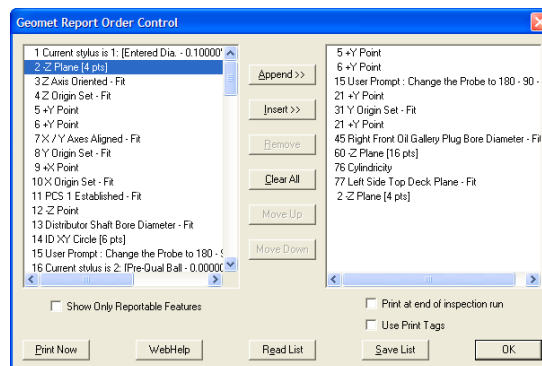 Geomet Report Order Control
1 Current stylus is 1: [Entered Dia. - 0.10000"
2 -Z Plane [4 pts]
3 Z Axis Oriented - Fit
4 Z Origin Set - Fit
5 +Y Point
6 +Y Point
7 X / Y Axes Aligned - Fit
8 Y Origin Set - Fit
9 +X Point
10 X Origin Set - Fit
11 PCS 1 Established - Fit
12 -Z Point
13 Distributor Shaft Bore Diameter - Fit
14 ID XY Circle [6 pts]
15 User Prompt : Change the Probe to 180 - 9
16 Current stylus is 2: [Pre-Qual Ball - 0.0000
Show Only Reportable Features
Append >>
Insert >>
Remove
Clear All
Move Up
Move Down
5 +Y Point
6 +Y Point
15 User Prompt : Change the Probe to 180 - 90 -
21 +Y Point
31 Y Origin Set - Fit
21 +Y Point
45 Right Front Oil Gallery Plug Bore Diameter - Fit
60 -Z Plane [16 pts]
76 Cylindricity
77 Left Side Top Deck Plane - Fit
2 -Z Plane [4 pts]
Print at end of inspection run
Use Print Tags
Print Now
WebHelp
Read List
Save List
OK